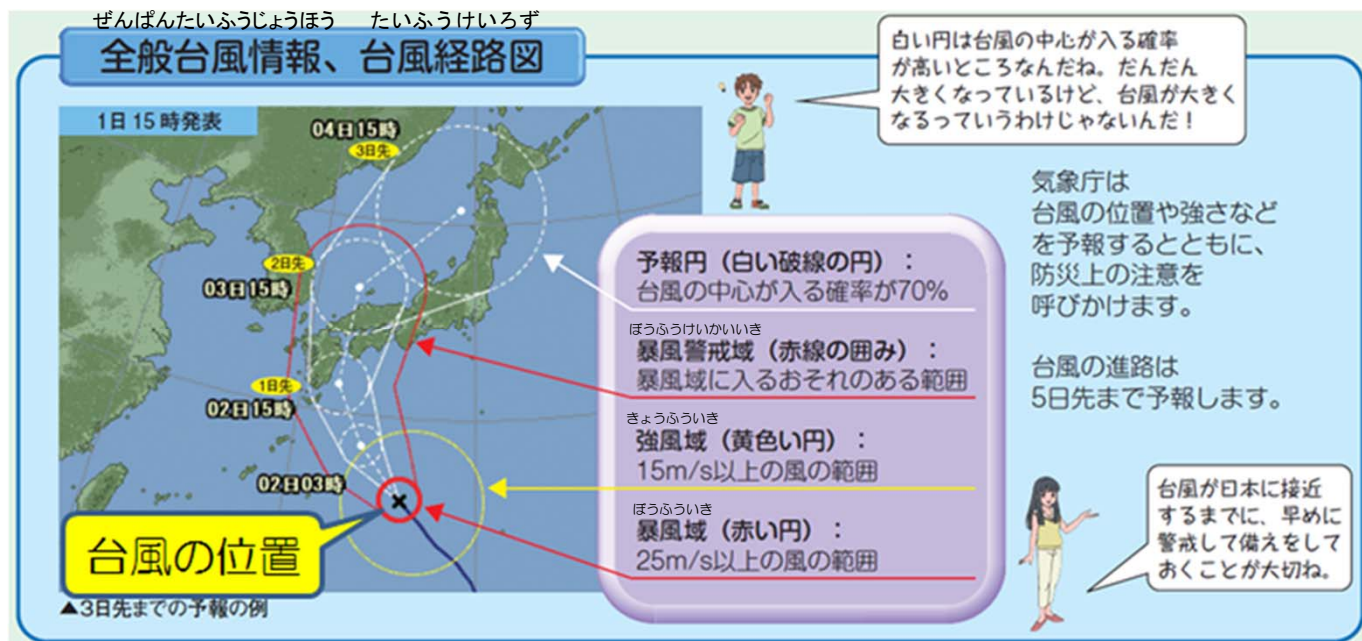 ぜんぱんたいふうじょうほう　たいふうけいろず
全般台風情報、台風経路図
白い円は台風の中心が入る確率
が高いところなんだね。だんだん
大きくなっているけど、台風が大きく
なるっていうわけじゃないんだ！
1日15時発表
04日15時
3日先
2日先
03日15時
1日先
02日15時
02日03時
台風の位置
▲3日先までの予報の例
予報円（白い破線の円）：
台風の中心が入る確率が70%
ぼうふうけいかいいき
暴風警戒域（赤線の囲み）：
暴風域に入るおそれのある範囲
きょうふういき
強風域（黄色い円）：
15m/s以上の風の範囲
ぼうふういき
暴風域（赤い円）：
25m/s以上の風の範囲
気象庁は
台風の位置や強さなど
を予報するとともに、
防災上の注意を
呼びかけます。
台風の進路は
5日先まで予報します。
台風が日本に接近
するまでに、早めに
警戒して備えをして
おくことが大切ね。